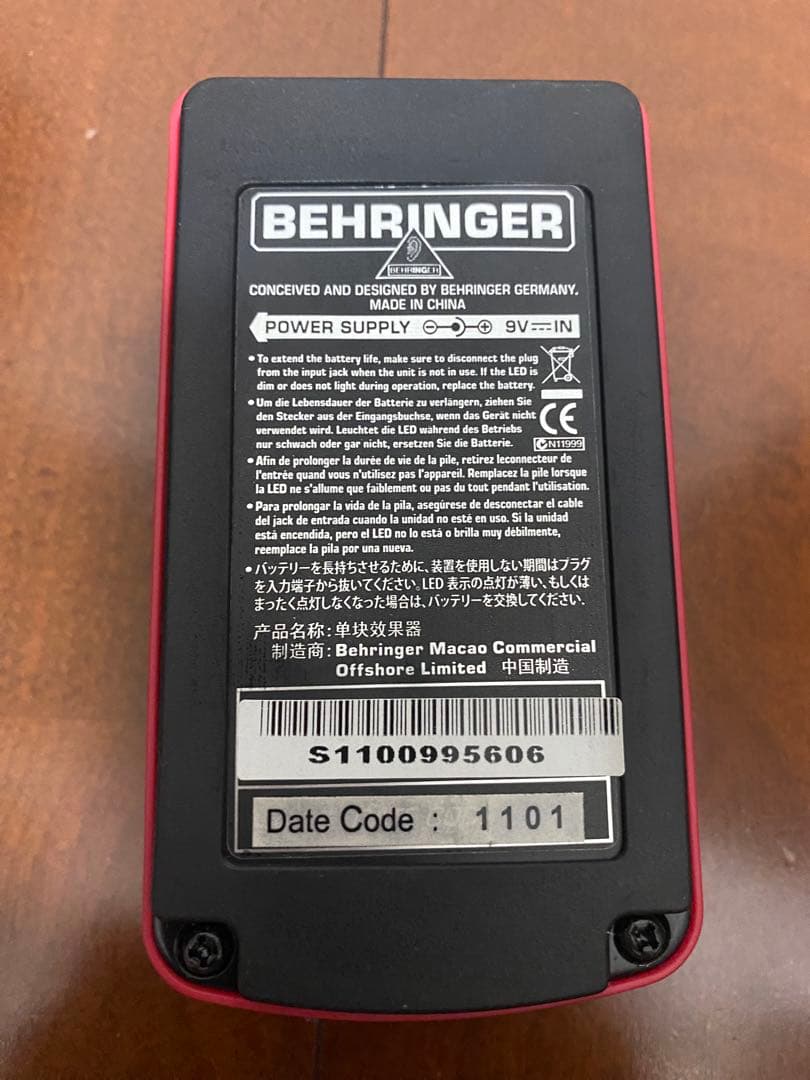 BEHRINGER
BEHRINGER
CONCEIVED AND DESIGNED BY BEHRINGER GERMANY.
MADE IN CHINA
POWER SUPPLY 9V IN
• To extend the battery life, make sure to disconnect the plug
from the input jack when the unit is not in use. If the LED is
dim or does not light during operation, replace the battery.
• Um die Lebensdauer der Batterie zu verlängern, ziehen Sie
den Stecker aus der Eingangsbuchse, wenn das Gerät nicht
verwendet wird. Leuchtet die LED während des Betriebs
nur schwach oder gar nicht, ersetzen Sie die Batterie.
CE
N11999
• Afin de prolonger la durée de vie de la pile, retirez leconnecteur de
l'entrée quand vous n'utilisez pas l'appareil. Remplacez la pile lorsque
la LED ne s'allume que faiblement ou pas du tout pendant l'utilisation.
• Para prolongar la vida de la pila, asegúrese de desconectar el cable
del jack de entrada cuando la unidad no esté en uso. Si la unidad
está encendida, pero el LED no lo está o brilla muy débilmente,
reemplace la pila por una nueva.
• バッテリーを長持ちさせるために、装置を使用しない期間はプラグ
を入力端子から抜いてください。LED 表示の点灯が薄い、もしくは
まったく点灯しなくなった場合は、バッテリーを交換してください.
产品名称: 单块效果器
制造商: Behringer Macao Commercial
Offshore Limited 中国制造
S1100995606
Date Code : 1101